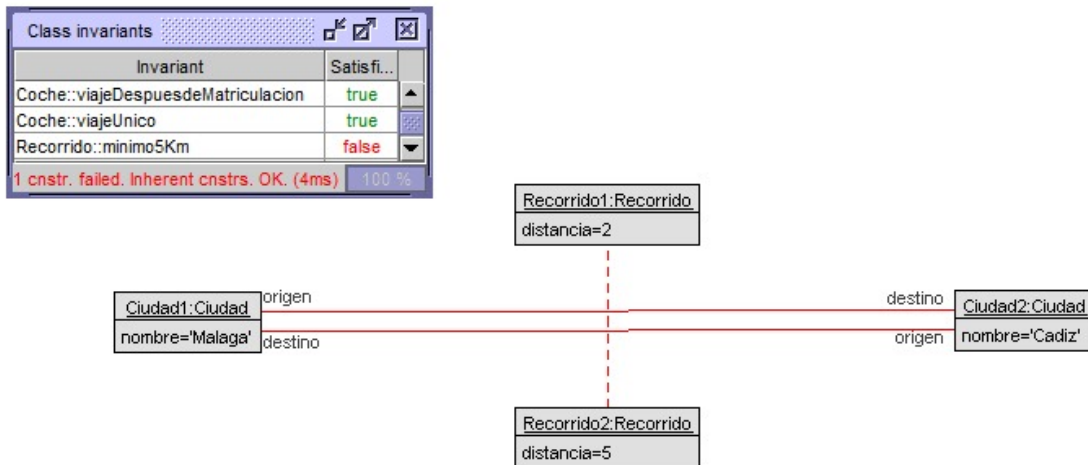 Class invariants
Invariant Satisfi...
Coche::viajeDespuesdeMatriculacion true
Coche::viajeUnico true
Recorrido::minimo5Km false
1 cnstr. failed. Inherent cnstrs. OK. (4ms) 100 %
Recorrido1:Recorrido
distancia=2
origen destino
Ciudad1:Ciudad Ciudad2:Ciudad
nombre='Malaga' nombre='Cadiz'
destino origen
Recorrido2:Recorrido
distancia=5